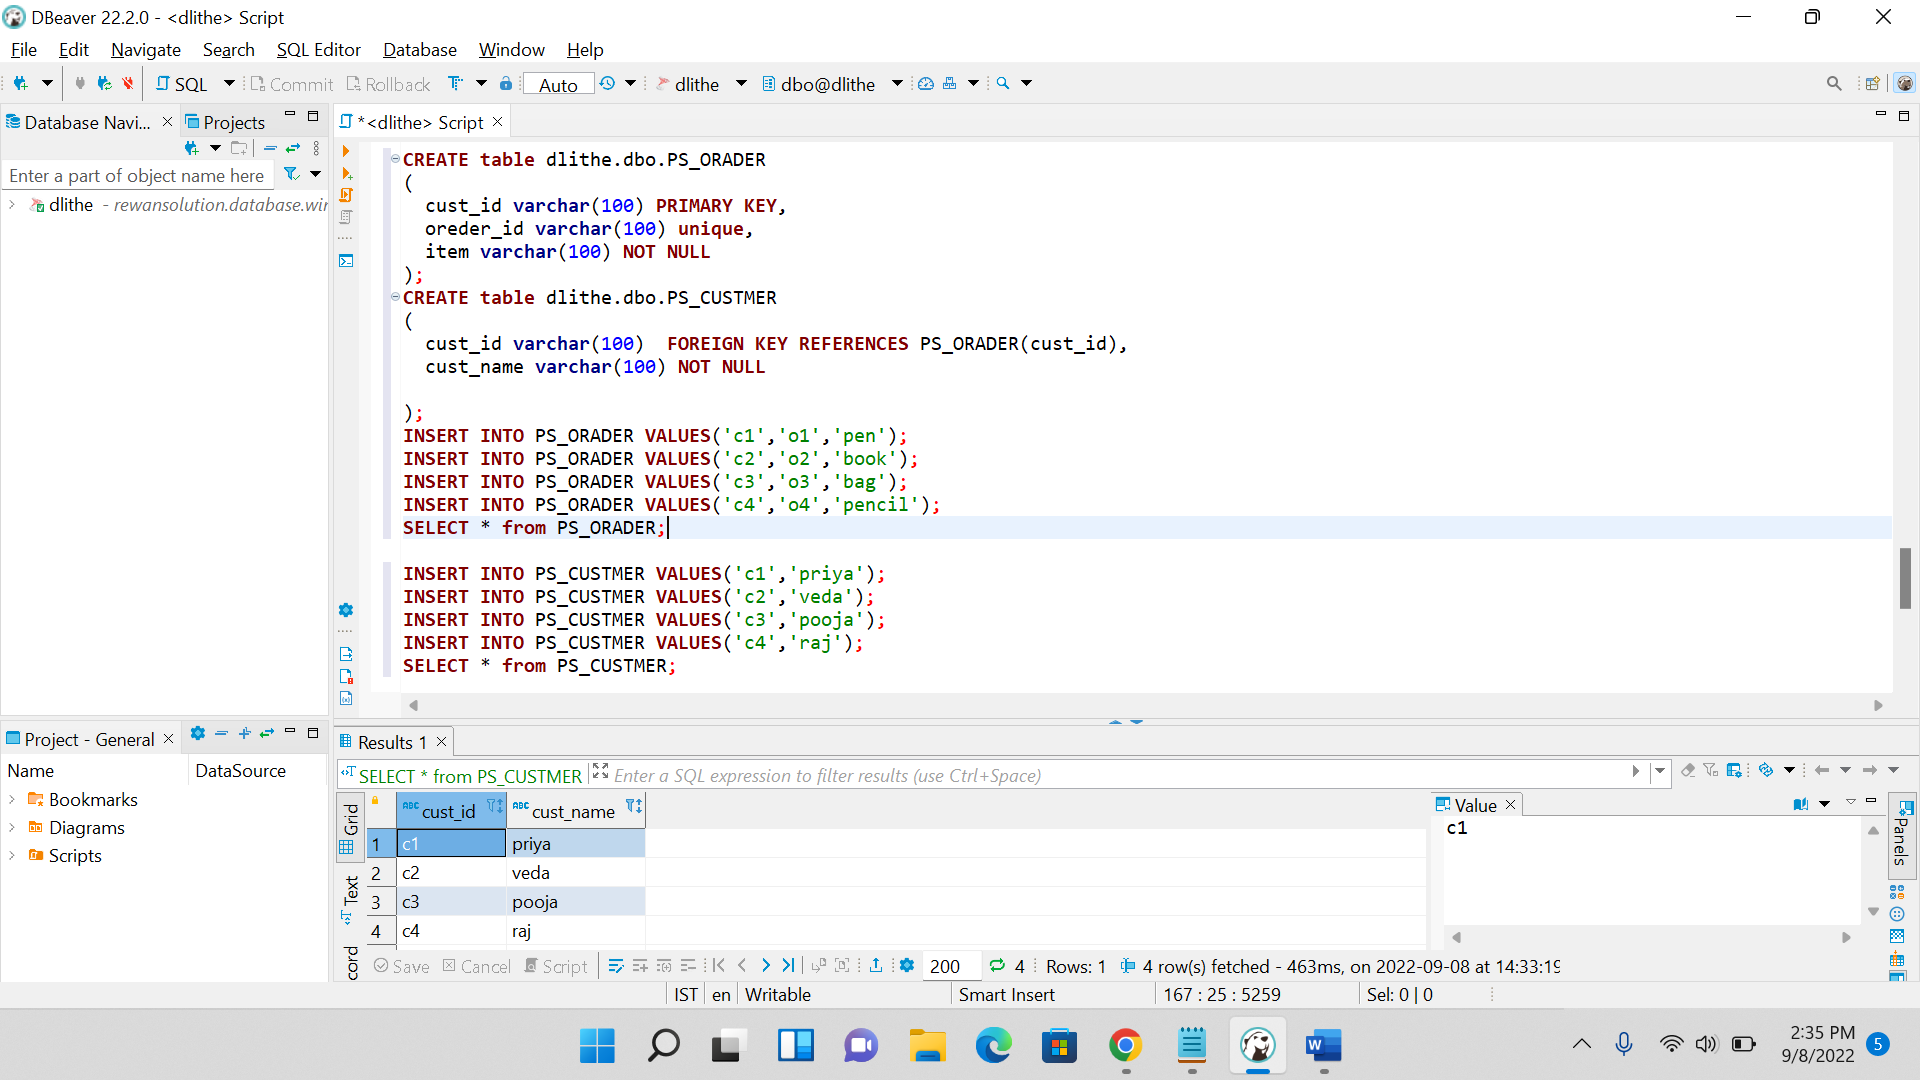 DBeaver 22.2.0 - <dlithe> Script
File Edit Navigate Search SQL Editor Database Window Help
SQL Commit Rollback Auto dlithe dbo@dlithe
Database Navi... Projects
Enter a part of object name here
dlithe - rewansolution.database.wir
*<dlithe> Script
CREATE table dlithe.dbo.PS_ORADER
(
cust_id varchar(100) PRIMARY KEY,
oreder_id varchar(100) unique,
item varchar(100) NOT NULL
);
CREATE table dlithe.dbo.PS_CUSTMER
(
cust_id varchar(100) FOREIGN KEY REFERENCES PS_ORADER(cust_id),
cust_name varchar(100) NOT NULL
);
INSERT INTO PS_ORADER VALUES('c1','o1','pen');
INSERT INTO PS_ORADER VALUES('c2','o2','book');
INSERT INTO PS_ORADER VALUES('c3','o3','bag');
INSERT INTO PS_ORADER VALUES('c4','o4','pencil');
SELECT * from PS_ORADER;
INSERT INTO PS_CUSTMER VALUES('c1','priya');
INSERT INTO PS_CUSTMER VALUES('c2','veda');
INSERT INTO PS_CUSTMER VALUES('c3','pooja');
INSERT INTO PS_CUSTMER VALUES('c4','raj');
SELECT * from PS_CUSTMER;
Project - General
Name DataSource
Bookmarks
Diagrams
Scripts
Results 1
SELECT * from PS_CUSTMER Enter a SQL expression to filter results (use Ctrl+Space)
Grid
Text
cord
ABC cust_id ABC cust_name
1 c1 priya
2 c2 veda
3 c3 pooja
4 c4 raj
Value
c1
Panels
Save Cancel Script 200 4 Rows: 1 4 row(s) fetched - 463ms, on 2022-09-08 at 14:33:19
IST en Writable Smart Insert 167 : 25 : 5259 Sel: 0 | 0
2:35 PM
9/8/2022
5